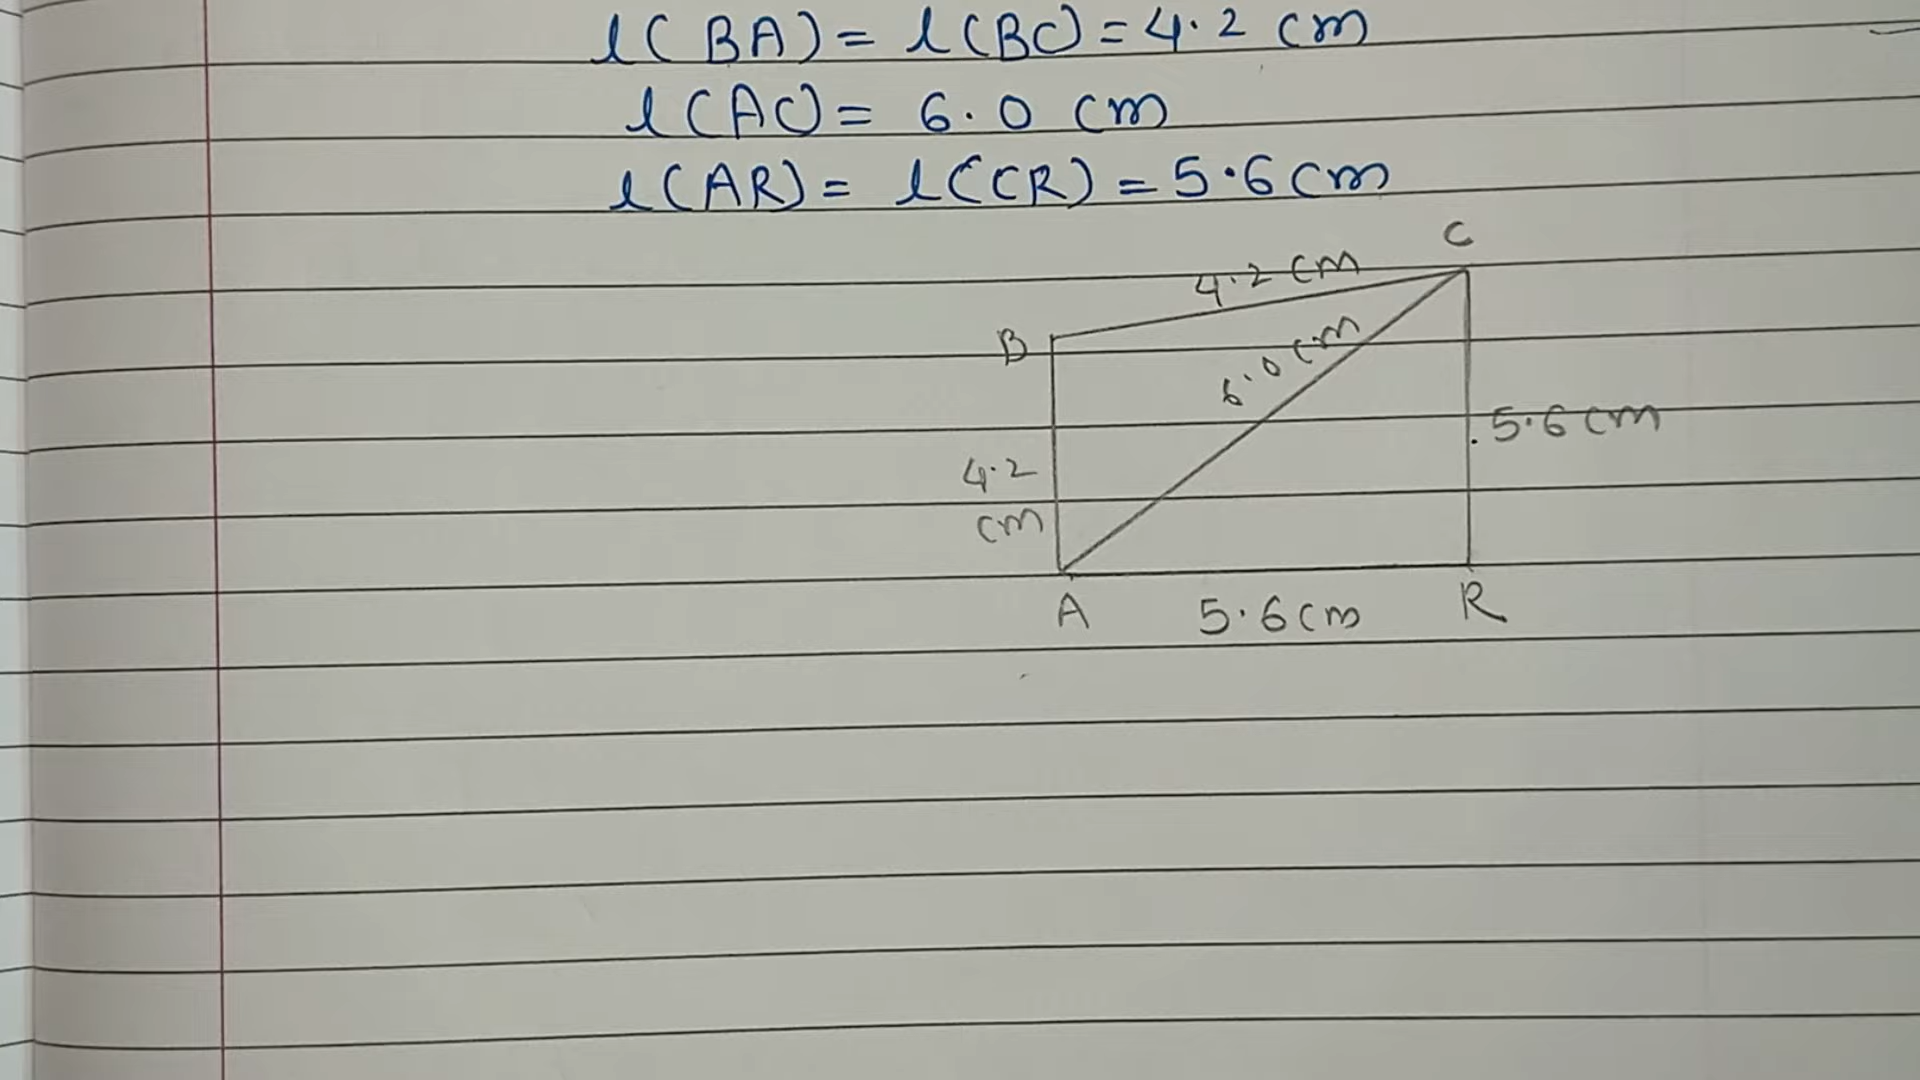 l(BA) = l(BC) = 4.2 cm
l(AC) = 6.0 cm
l(AR) = l(CR) = 5.6 cm
C
4.2 cm
B
6.0 cm
5.6 cm
4.2
cm
A
5.6 cm
R